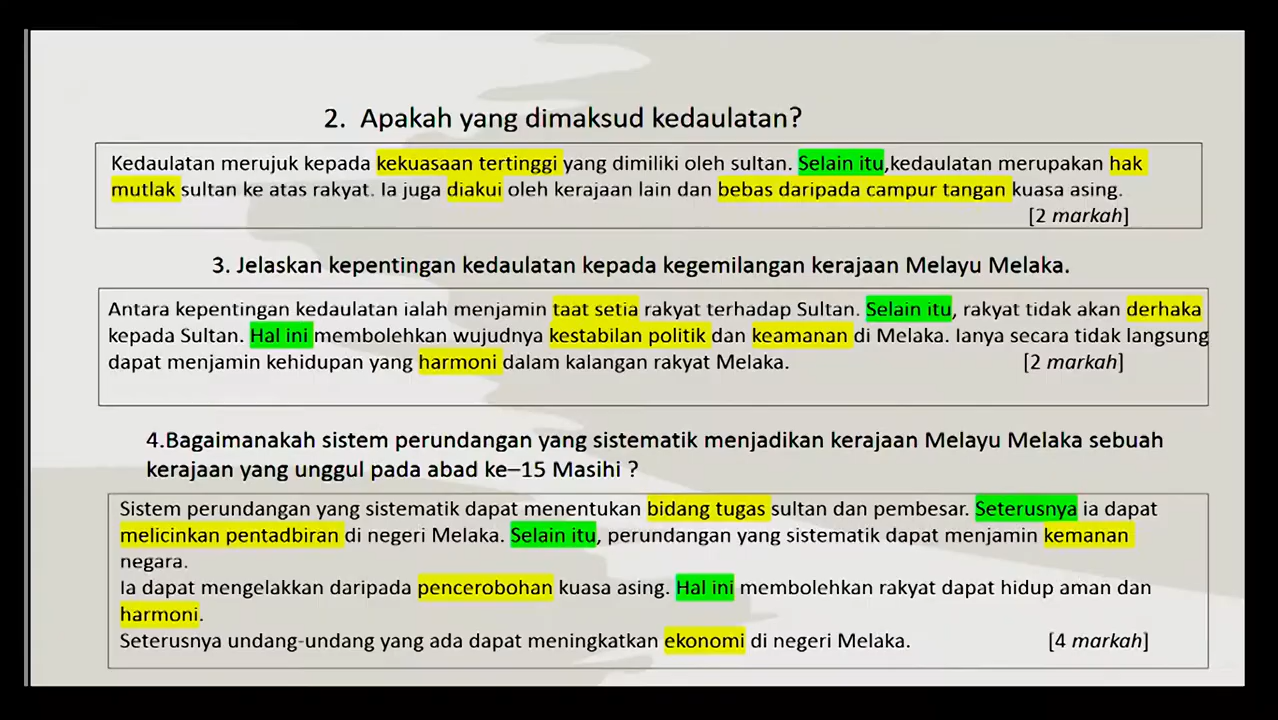 2. Apakah yang dimaksud kedaulatan?
Kedaulatan merujuk kepada kekuasaan tertinggi yang dimiliki oleh sultan. Selain itu,kedaulatan merupakan hak
mutlak sultan ke atas rakyat. Ia juga diakui oleh kerajaan lain dan bebas daripada campur tangan kuasa asing.
[2 markah]
3. Jelaskan kepentingan kedaulatan kepada kegemilangan kerajaan Melayu Melaka.
Antara kepentingan kedaulatan ialah menjamin taat setia rakyat terhadap Sultan. Selain itu, rakyat tidak akan derhaka
kepada Sultan. Hal ini membolehkan wujudnya kestabilan politik dan keamanan di Melaka. Ianya secara tidak langsung
dapat menjamin kehidupan yang harmoni dalam kalangan rakyat Melaka. [2 markah]
4.Bagaimanakah sistem perundangan yang sistematik menjadikan kerajaan Melayu Melaka sebuah
kerajaan yang unggul pada abad ke–15 Masihi ?
Sistem perundangan yang sistematik dapat menentukan bidang tugas sultan dan pembesar. Seterusnya ia dapat
melicinkan pentadbiran di negeri Melaka. Selain itu, perundangan yang sistematik dapat menjamin kemanan
negara.
Ia dapat mengelakkan daripada pencerobohan kuasa asing. Hal ini membolehkan rakyat dapat hidup aman dan
harmoni.
Seterusnya undang-undang yang ada dapat meningkatkan ekonomi di negeri Melaka. [4 markah]